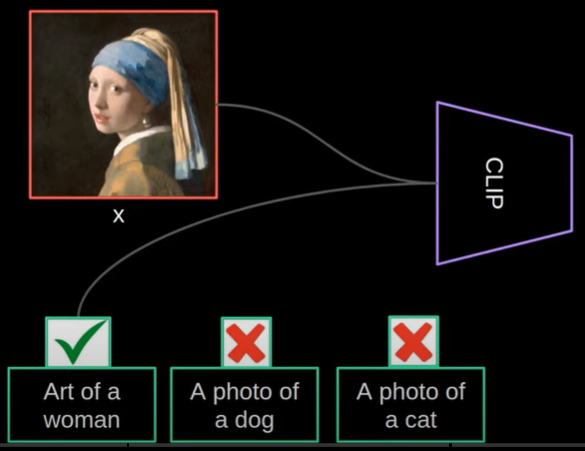 x
CLIP
Art of a
woman
A photo of
a dog
A photo of
a cat